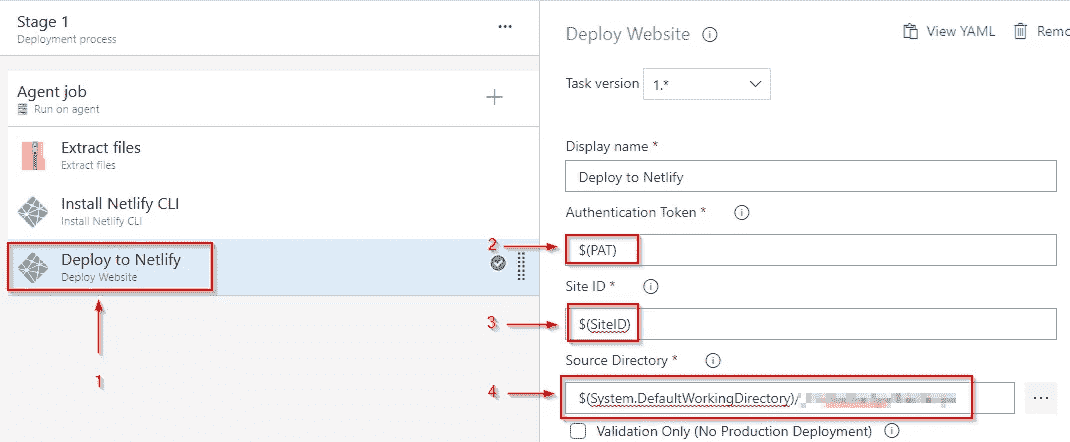 Stage 1
Deployment process
Agent job
Run on agent
Extract files
Extract files
Install Netlify CLI
Install Netlify CLI
Deploy to Netlify
Deploy Website
1
Deploy Website
View YAML
Remo
Task version 1.*
Display name *
Deploy to Netlify
Authentication Token *
2
$(PAT)
Site ID *
3
$(SiteID)
Source Directory *
4
$(System.DefaultWorkingDirectory)/
Validation Only (No Production Deployment)